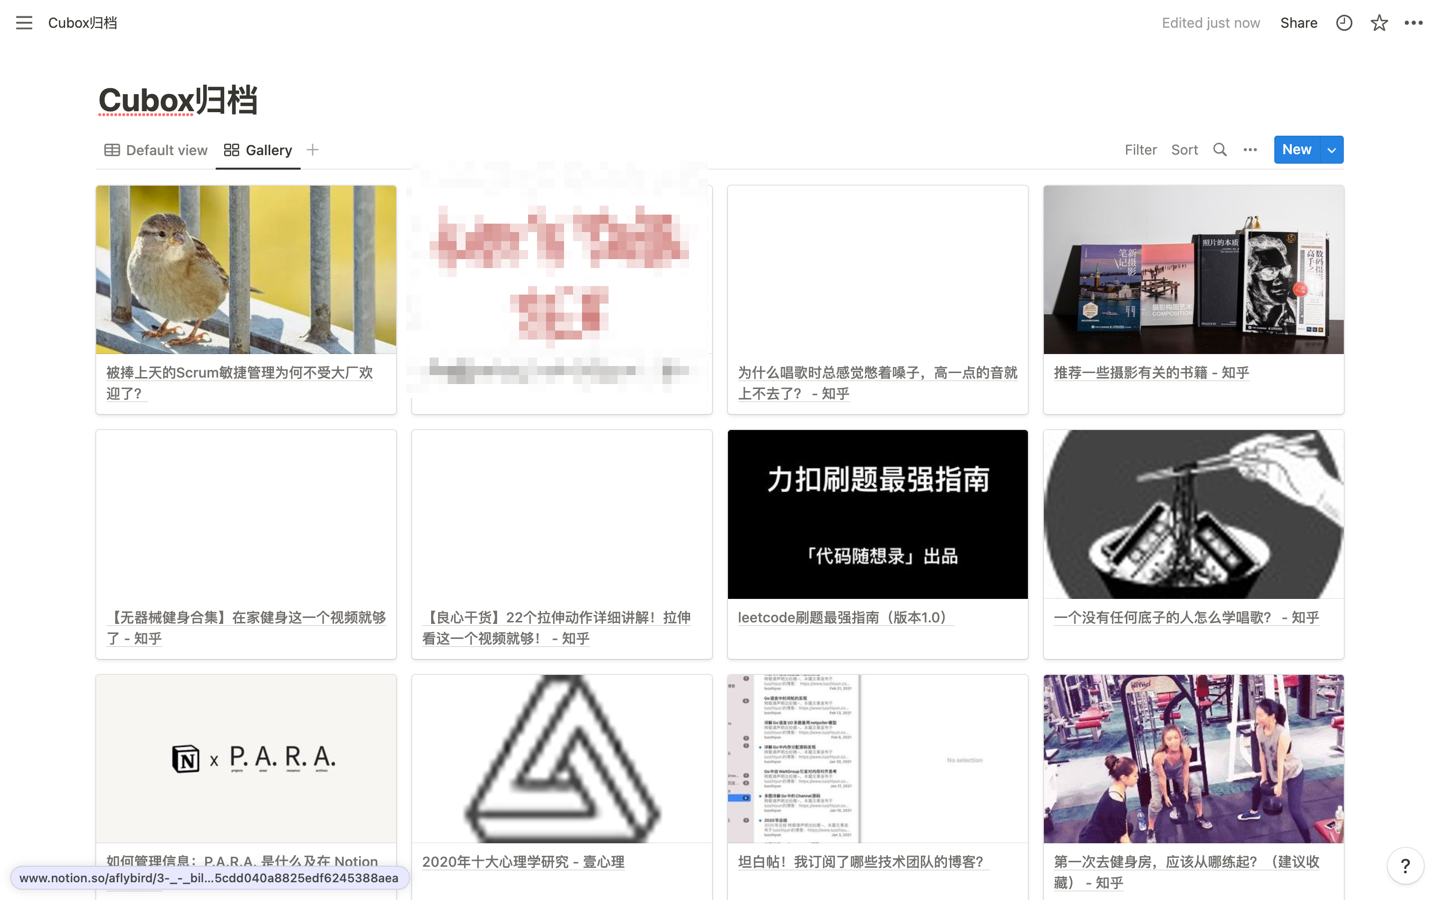 Cubox归档
Edited just now
Share
Cubox归档
Default view
Gallery
Filter
Sort
New
照片的本质
新摄影
笔记
COMPOSITION
被捧上天的Scrum敏捷管理为何不受大厂欢
迎了？
为什么唱歌时总感觉憋着嗓子，高一点的音就
上不去了？ - 知乎
推荐一些摄影有关的书籍 - 知乎
力扣刷题最强指南
「代码随想录」出品
【无器械健身合集】在家健身这一个视频就够
了 - 知乎
【良心干货】22个拉伸动作详细讲解！拉伸
看这一个视频就够！ - 知乎
leetcode刷题最强指南（版本1.0）
一个没有任何底子的人怎么学唱歌？ - 知乎
N x P. A. R. A.
No selection
如何管理信息：P.A.R.A. 是什么及在 Notion
2020年十大心理学研究 - 壹心理
坦白帖！我订阅了哪些技术团队的博客？
第一次去健身房，应该从哪练起？（建议收
藏） - 知乎
www.notion.so/aflybird/3-_-_bil...5cdd040a8825edf6245388aea
?